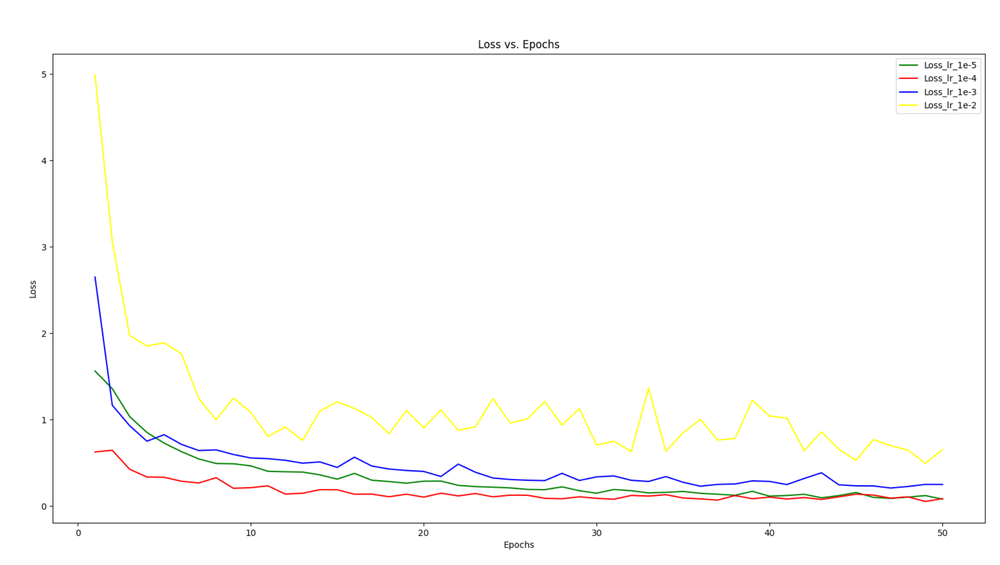 Loss vs. Epochs
Loss_lr_1e-5
Loss_lr_1e-4
Loss_lr_1e-3
Loss_lr_1e-2
5
4
3
2
1
0
Loss
0 10 20 30 40 50
Epochs